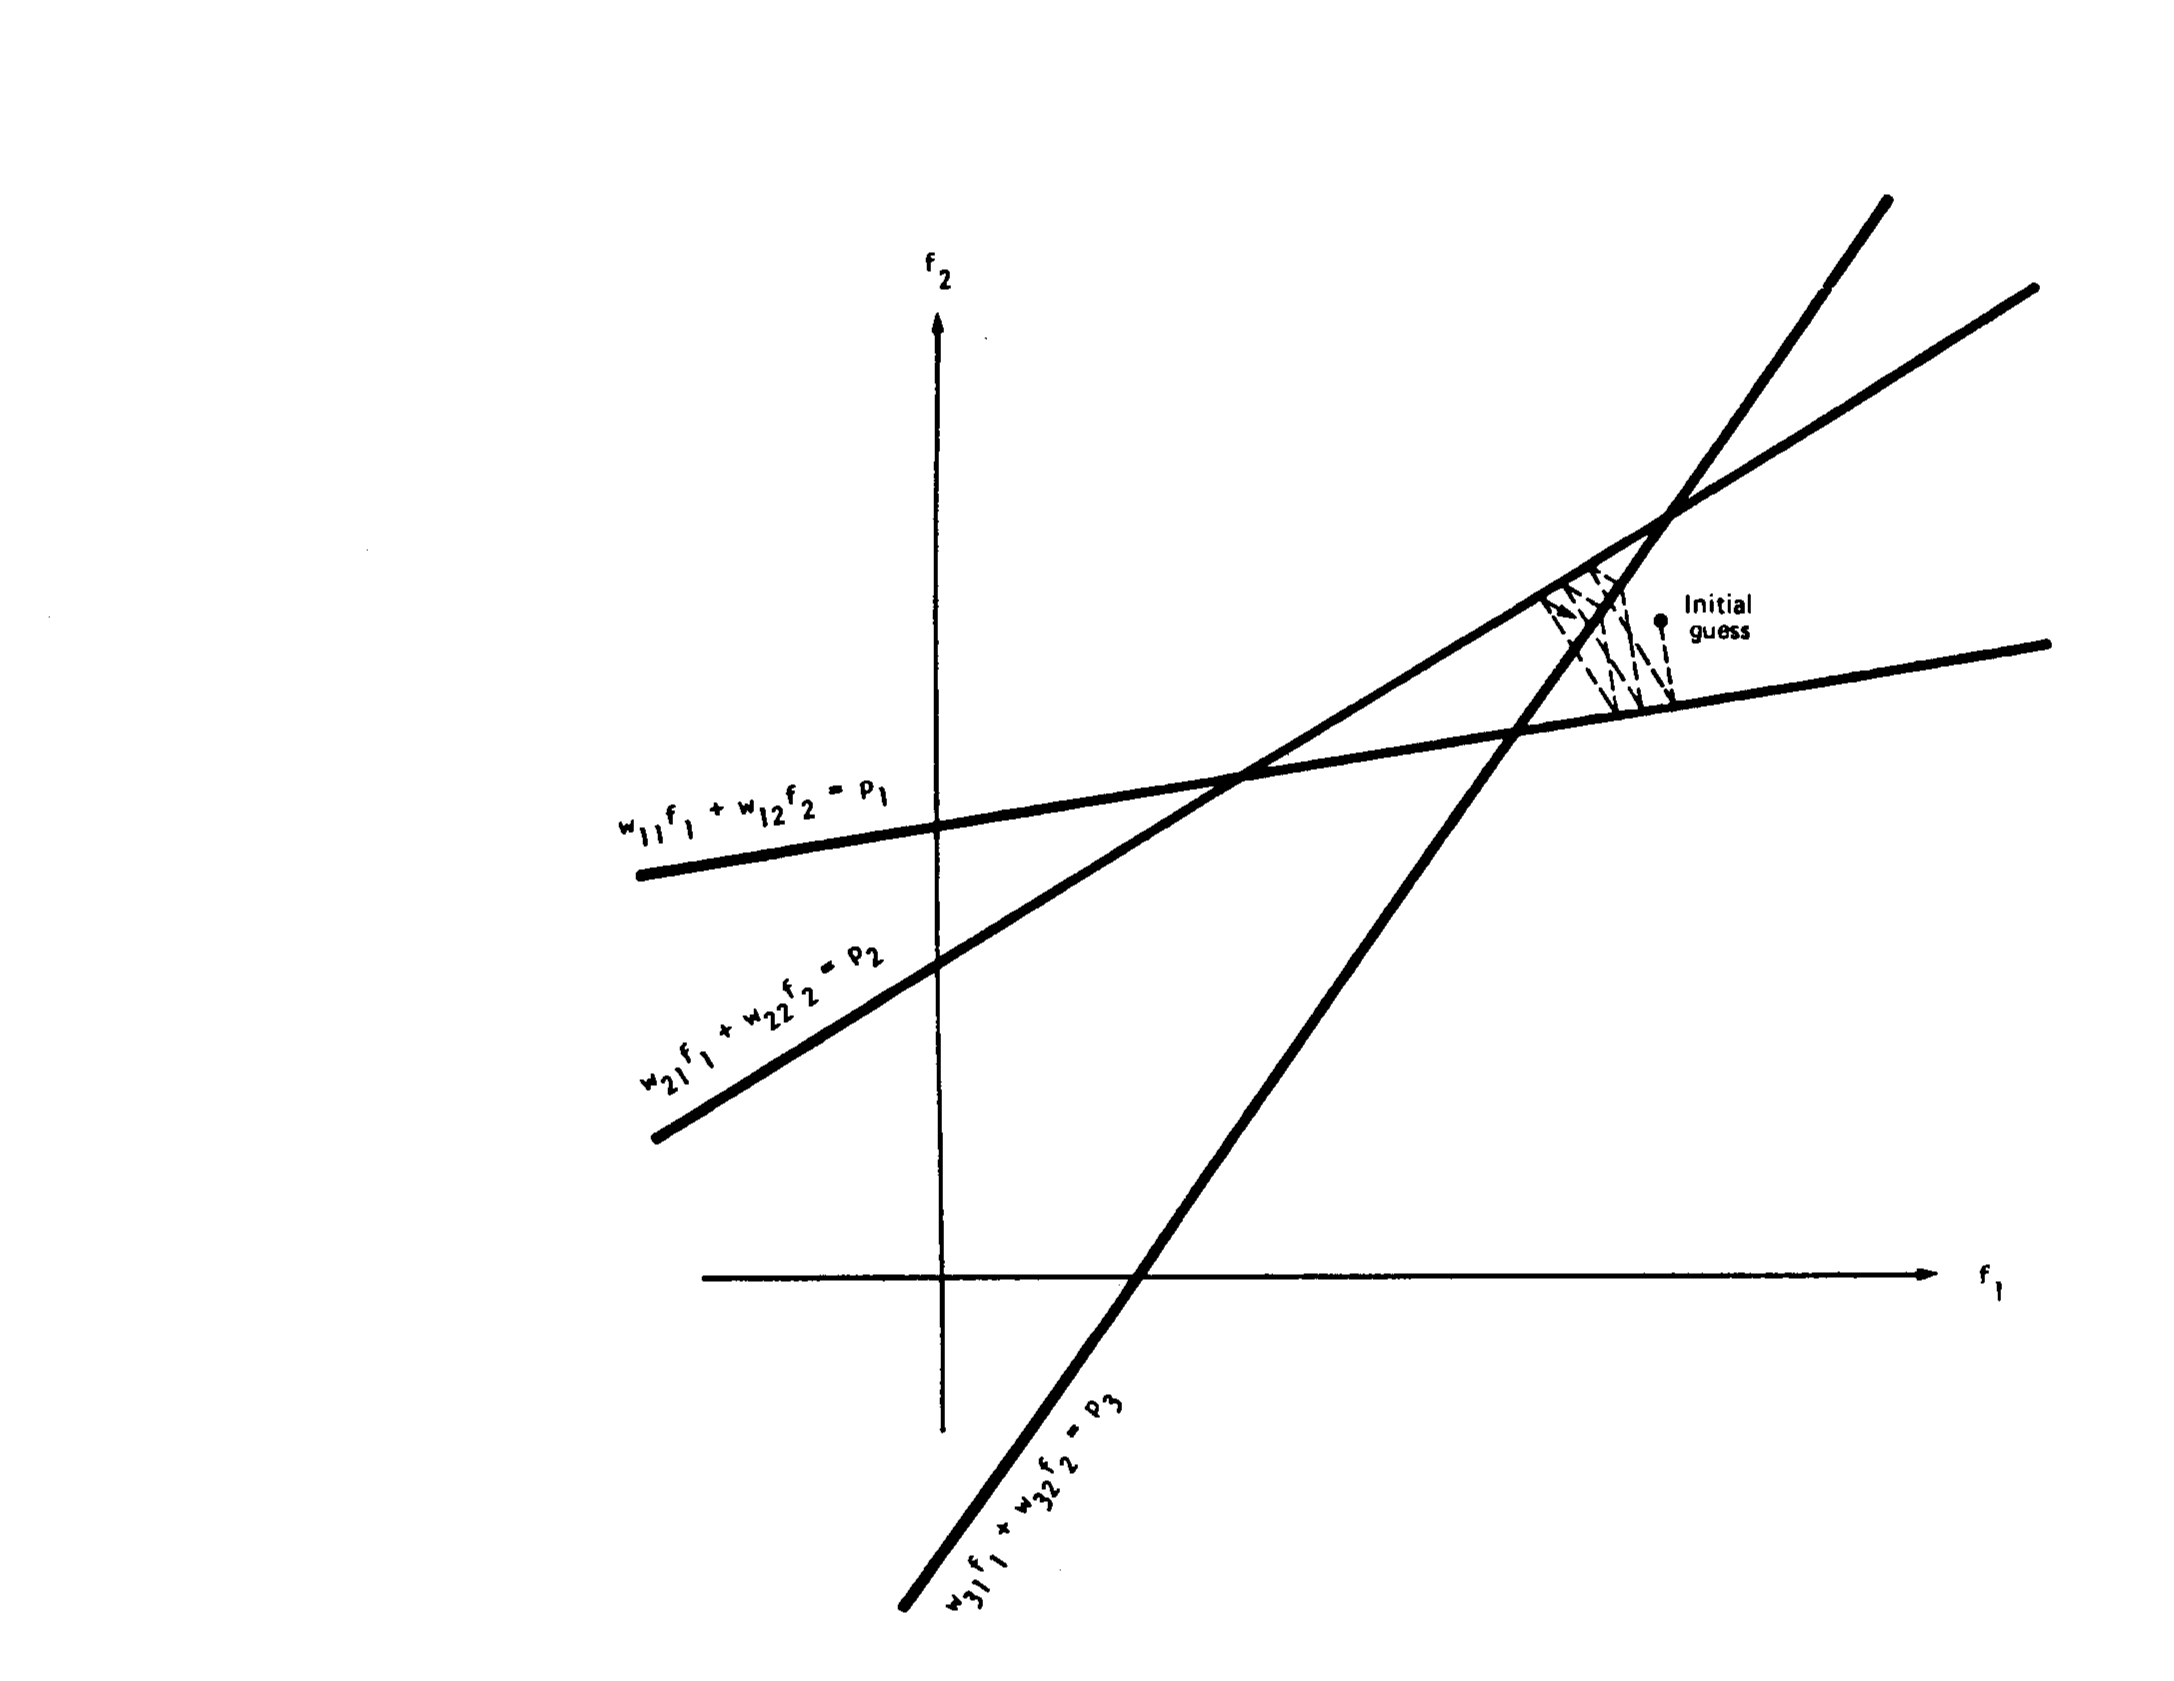 f2
Initial
guess
w11f1 + w12f2 = p1
w21f1 + w22f2 = p2
f1
w31f1 + w32f2 = p3